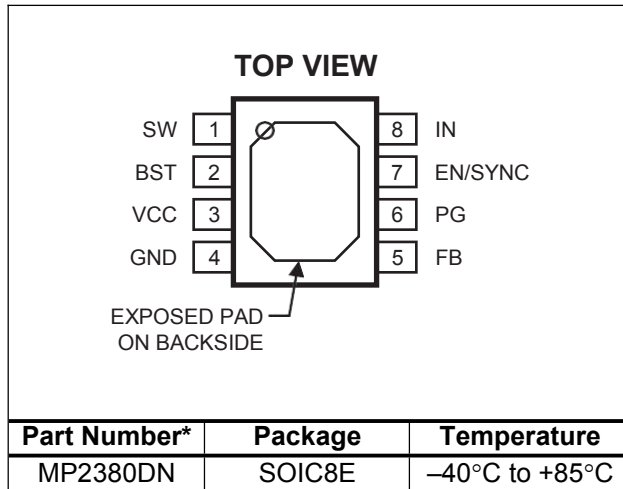 TOP VIEW
SW 1 8 IN
BST 2 7 EN/SYNC
VCC 3 6 PG
GND 4 5 FB
EXPOSED PAD
ON BACKSIDE
Part Number* Package Temperature
MP2380DN SOIC8E –40°C to +85°C